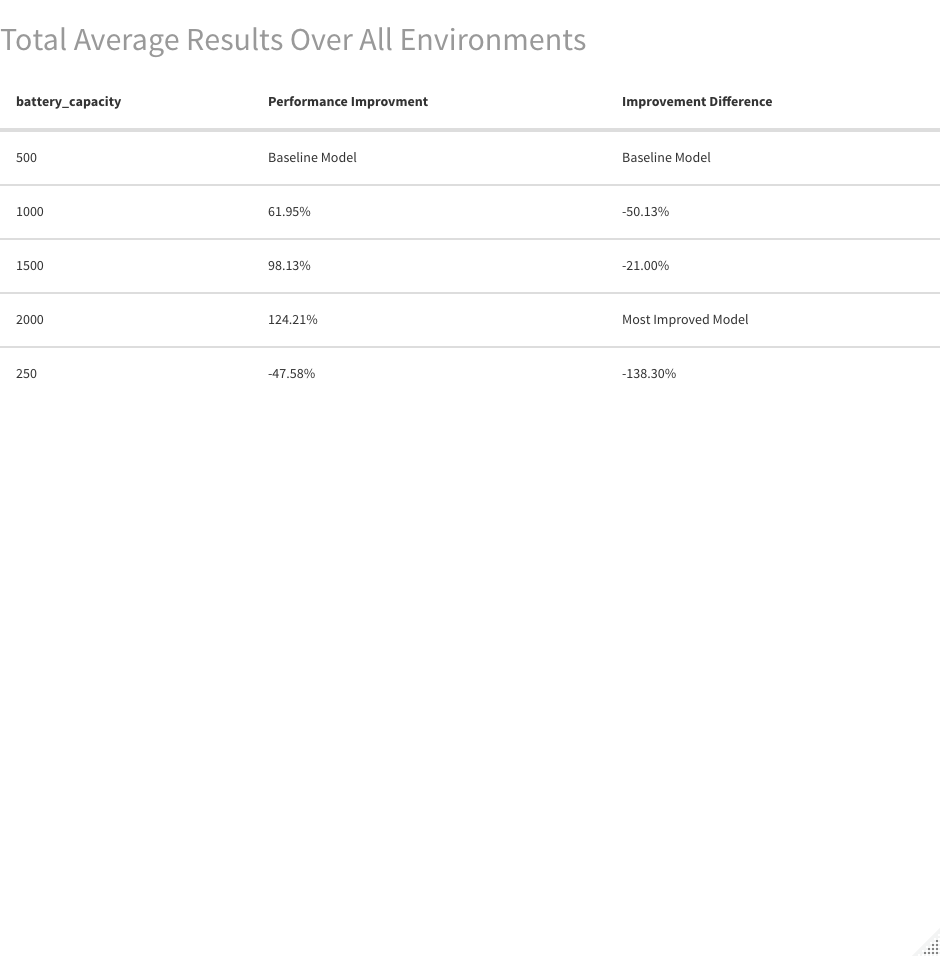 Total Average Results Over All Environments
battery_capacity Performance Improvment Improvement Difference
500 Baseline Model Baseline Model
1000 61.95% -50.13%
1500 98.13% -21.00%
2000 124.21% Most Improved Model
250 -47.58% -138.30%